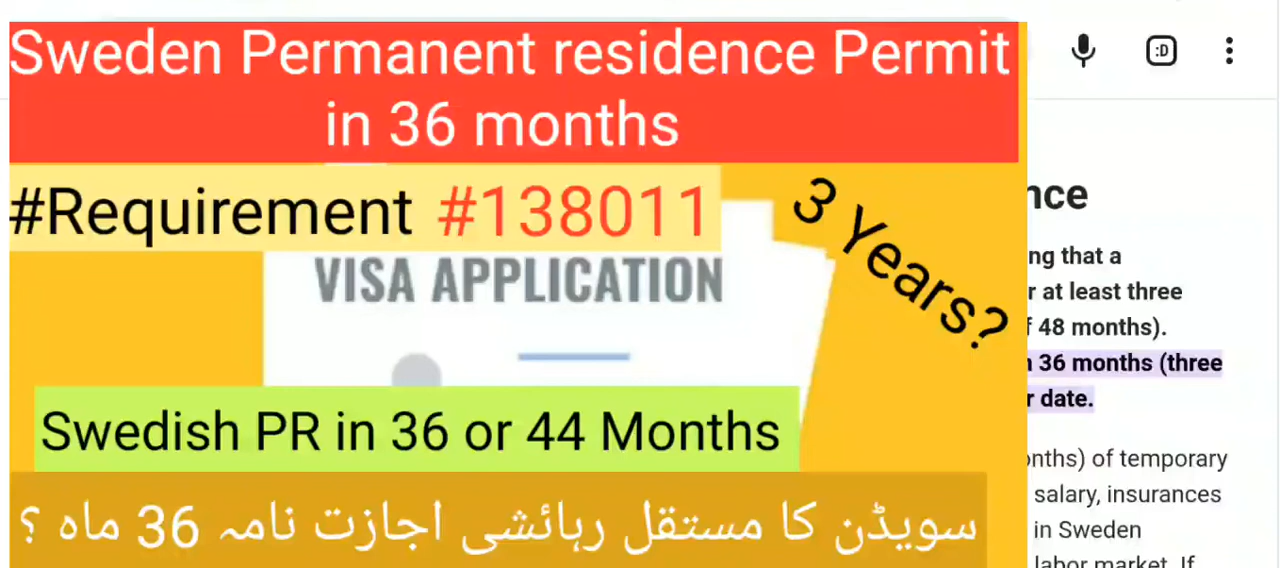 Sweden Permanent residence Permit
in 36 months
#Requirement #138011
3 Years?
VISA APPLICATION
Swedish PR in 36 or 44 Months
سویڈن کا مستقل رہائشی اجازت نامہ 36 ماہ ؟
:D
nce
ng that a
r at least three
f 48 months).
n 36 months (three
r date.
onths) of temporary
salary, insurances
in Sweden
labor market. If